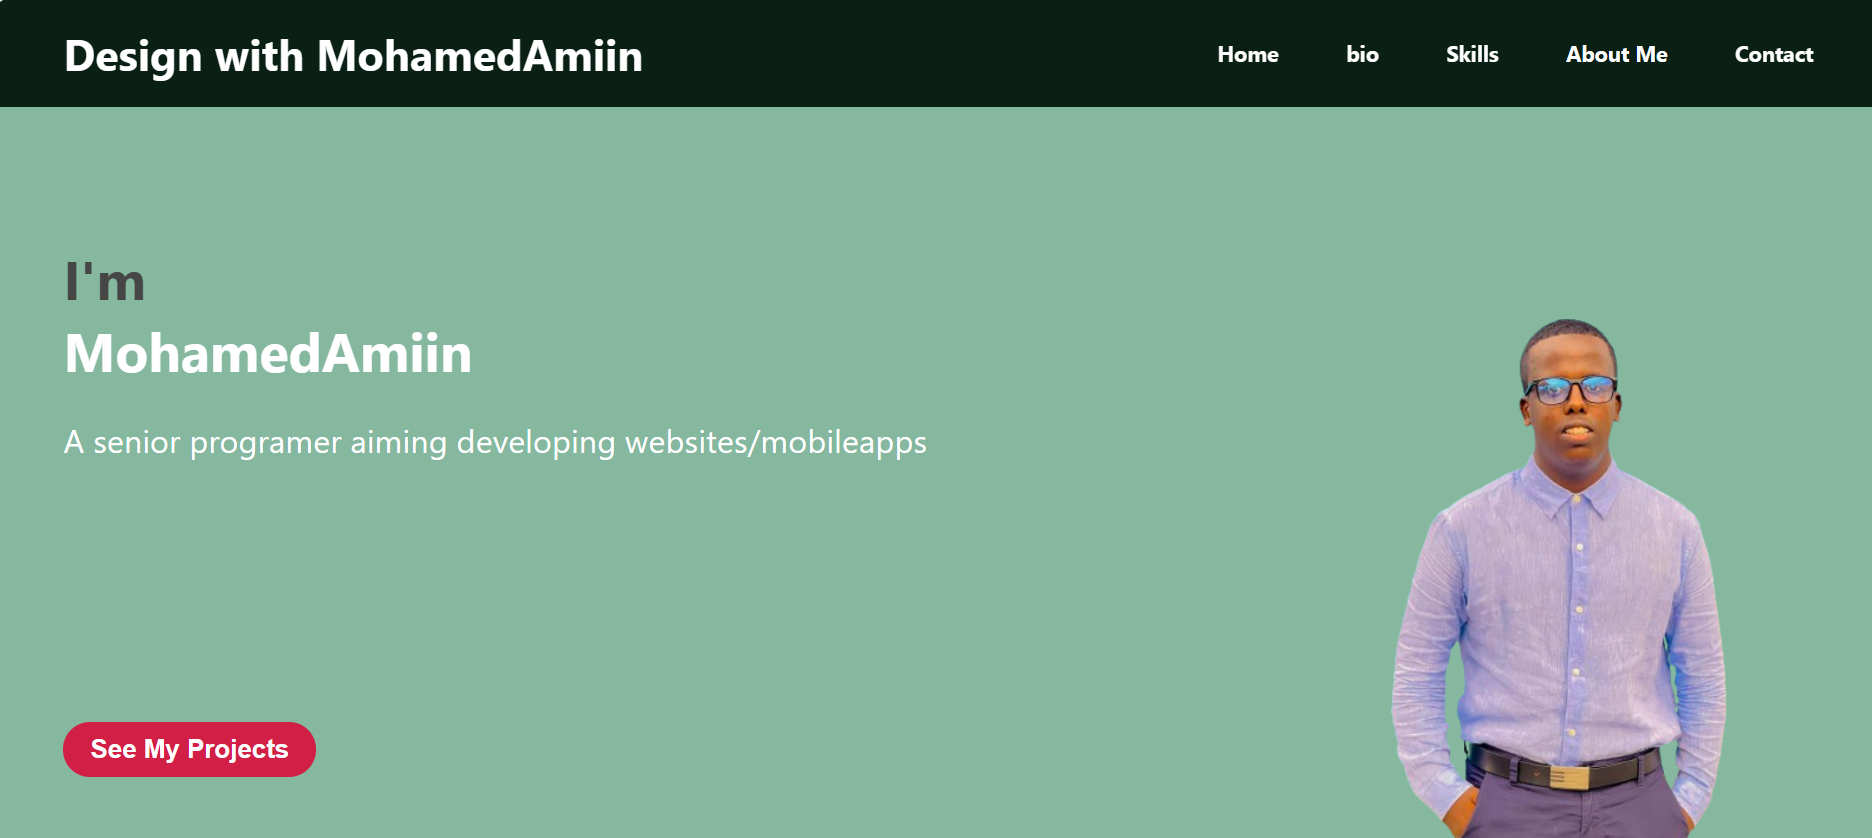 Design with MohamedAmiin
Home bio Skills About Me Contact
I'm
MohamedAmiin
A senior programer aiming developing websites/mobileapps
See My Projects